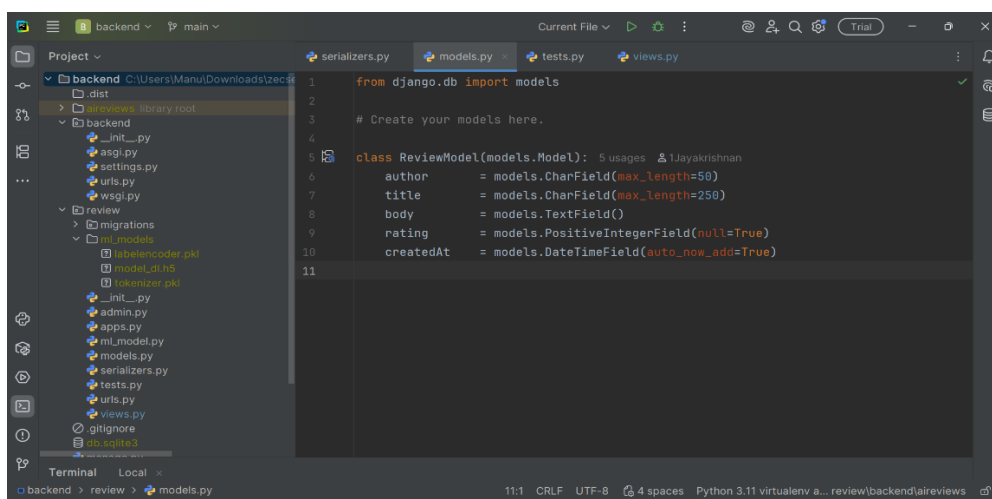 B backend main Current File Trial
Project
serializers.py models.py tests.py views.py
backend C:\Users\Manu\Downloads\zecse
.dist
aireviews library root
backend
__init__.py
asgi.py
settings.py
urls.py
wsgi.py
review
migrations
ml_models
labelencoder.pkl
model_dl.h5
tokenizer.pkl
__init__.py
admin.py
apps.py
ml_model.py
models.py
serializers.py
tests.py
urls.py
views.py
.gitignore
db.sqlite3
1 from django.db import models
2
3 # Create your models here.
4
5 class ReviewModel(models.Model): 5 usages 1Jayakrishnan
6 author = models.CharField(max_length=50)
7 title = models.CharField(max_length=250)
8 body = models.TextField()
9 rating = models.PositiveIntegerField(null=True)
10 createdAt = models.DateTimeField(auto_now_add=True)
11
Terminal Local
backend > review > models.py 11:1 CRLF UTF-8 4 spaces Python 3.11 virtualenv a... review\backend\aireviews